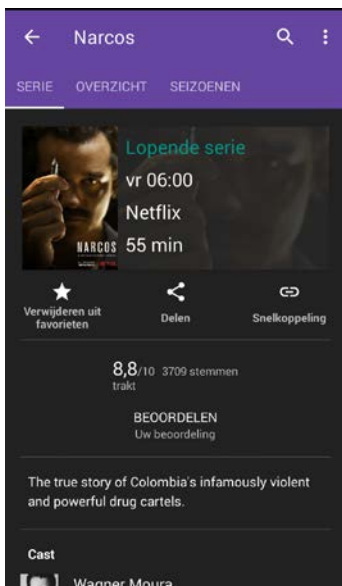 Narcos
SERIE OVERZICHT SEIZOENEN
Lopende serie
vr 06:00
Netflix
55 min
NARCOS
Verwijderen uit
favorieten
Delen
Snelkoppeling
8,8/10 3709 stemmen
trakt
BEOORDELEN
Uw beoordeling
The true story of Colombia's infamously violent
and powerful drug cartels.
Cast
Wagner Moura